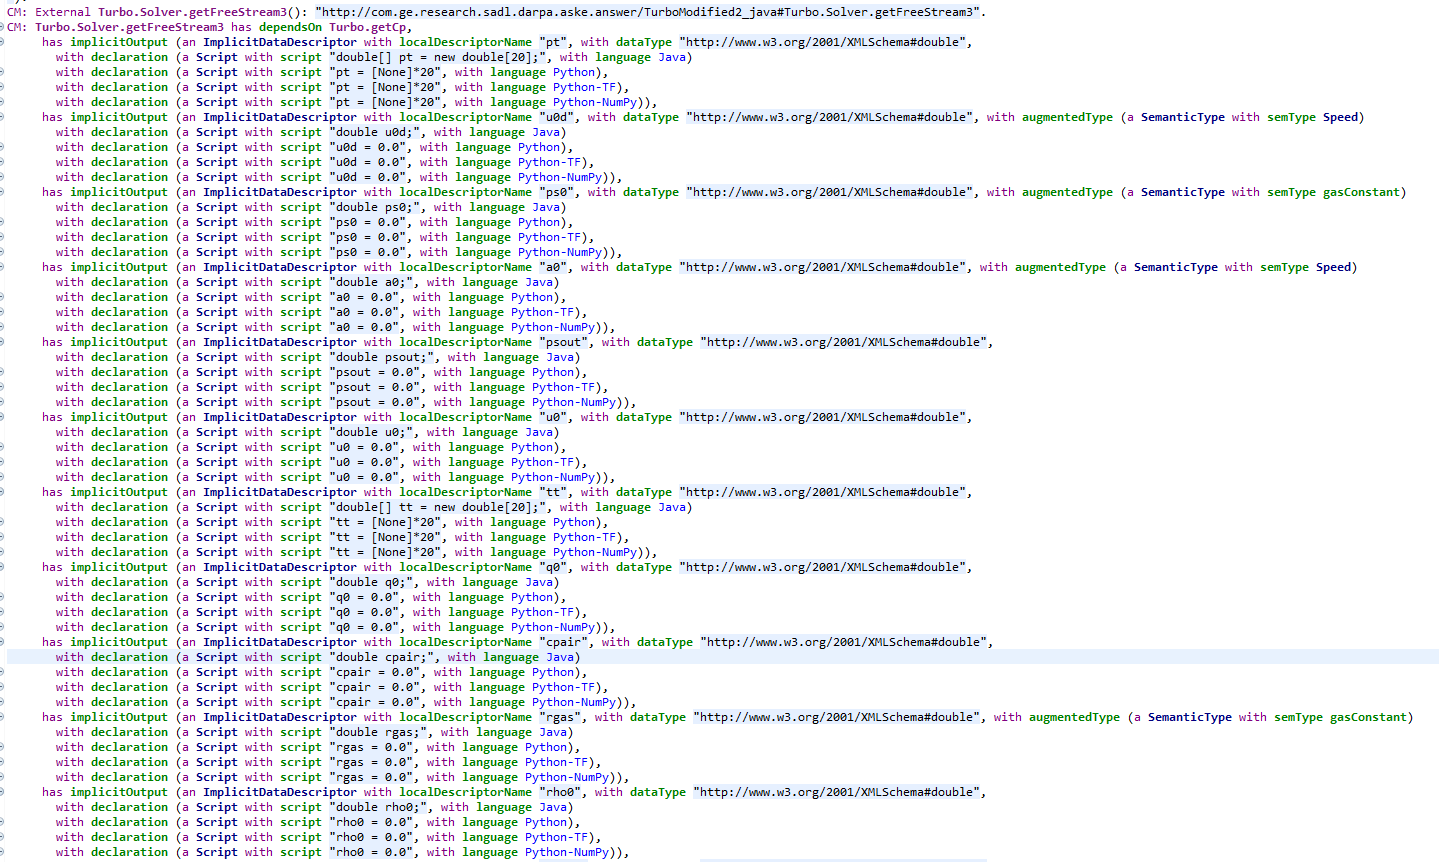 CM: External Turbo.Solver.getFreeStream3(): "http://com.ge.research.sadl.darpa.aske.answer/TurboModified2_java#Turbo.Solver.getFreeStream3".
CM: Turbo.Solver.getFreeStream3 has dependsOn Turbo.getCp,
has implicitOutput (an ImplicitDataDescriptor with localDescriptorName "pt", with dataType "http://www.w3.org/2001/XMLSchema#double",
with declaration (a Script with script "double[] pt = new double[20];", with language Java)
with declaration (a Script with script "pt = [None]*20", with language Python),
with declaration (a Script with script "pt = [None]*20", with language Python-TF),
with declaration (a Script with script "pt = [None]*20", with language Python-NumPy)),
has implicitOutput (an ImplicitDataDescriptor with localDescriptorName "u0d", with dataType "http://www.w3.org/2001/XMLSchema#double", with augmentedType (a SemanticType with semType Speed)
with declaration (a Script with script "double u0d;", with language Java)
with declaration (a Script with script "u0d = 0.0", with language Python),
with declaration (a Script with script "u0d = 0.0", with language Python-TF),
with declaration (a Script with script "u0d = 0.0", with language Python-NumPy)),
has implicitOutput (an ImplicitDataDescriptor with localDescriptorName "ps0", with dataType "http://www.w3.org/2001/XMLSchema#double", with augmentedType (a SemanticType with semType gasConstant)
with declaration (a Script with script "double ps0;", with language Java)
with declaration (a Script with script "ps0 = 0.0", with language Python),
with declaration (a Script with script "ps0 = 0.0", with language Python-TF),
with declaration (a Script with script "ps0 = 0.0", with language Python-NumPy)),
has implicitOutput (an ImplicitDataDescriptor with localDescriptorName "a0", with dataType "http://www.w3.org/2001/XMLSchema#double", with augmentedType (a SemanticType with semType Speed)
with declaration (a Script with script "double a0;", with language Java)
with declaration (a Script with script "a0 = 0.0", with language Python),
with declaration (a Script with script "a0 = 0.0", with language Python-TF),
with declaration (a Script with script "a0 = 0.0", with language Python-NumPy)),
has implicitOutput (an ImplicitDataDescriptor with localDescriptorName "psout", with dataType "http://www.w3.org/2001/XMLSchema#double",
with declaration (a Script with script "double psout;", with language Java)
with declaration (a Script with script "psout = 0.0", with language Python),
with declaration (a Script with script "psout = 0.0", with language Python-TF),
with declaration (a Script with script "psout = 0.0", with language Python-NumPy)),
has implicitOutput (an ImplicitDataDescriptor with localDescriptorName "u0", with dataType "http://www.w3.org/2001/XMLSchema#double",
with declaration (a Script with script "double u0;", with language Java)
with declaration (a Script with script "u0 = 0.0", with language Python),
with declaration (a Script with script "u0 = 0.0", with language Python-TF),
with declaration (a Script with script "u0 = 0.0", with language Python-NumPy)),
has implicitOutput (an ImplicitDataDescriptor with localDescriptorName "tt", with dataType "http://www.w3.org/2001/XMLSchema#double",
with declaration (a Script with script "double[] tt = new double[20];", with language Java)
with declaration (a Script with script "tt = [None]*20", with language Python),
with declaration (a Script with script "tt = [None]*20", with language Python-TF),
with declaration (a Script with script "tt = [None]*20", with language Python-NumPy)),
has implicitOutput (an ImplicitDataDescriptor with localDescriptorName "q0", with dataType "http://www.w3.org/2001/XMLSchema#double",
with declaration (a Script with script "double q0;", with language Java)
with declaration (a Script with script "q0 = 0.0", with language Python),
with declaration (a Script with script "q0 = 0.0", with language Python-TF),
with declaration (a Script with script "q0 = 0.0", with language Python-NumPy)),
has implicitOutput (an ImplicitDataDescriptor with localDescriptorName "cpair", with dataType "http://www.w3.org/2001/XMLSchema#double",
with declaration (a Script with script "double cpair;", with language Java)
with declaration (a Script with script "cpair = 0.0", with language Python),
with declaration (a Script with script "cpair = 0.0", with language Python-TF),
with declaration (a Script with script "cpair = 0.0", with language Python-NumPy)),
has implicitOutput (an ImplicitDataDescriptor with localDescriptorName "rgas", with dataType "http://www.w3.org/2001/XMLSchema#double", with augmentedType (a SemanticType with semType gasConstant)
with declaration (a Script with script "double rgas;", with language Java)
with declaration (a Script with script "rgas = 0.0", with language Python),
with declaration (a Script with script "rgas = 0.0", with language Python-TF),
with declaration (a Script with script "rgas = 0.0", with language Python-NumPy)),
has implicitOutput (an ImplicitDataDescriptor with localDescriptorName "rho0", with dataType "http://www.w3.org/2001/XMLSchema#double",
with declaration (a Script with script "double rho0;", with language Java)
with declaration (a Script with script "rho0 = 0.0", with language Python),
with declaration (a Script with script "rho0 = 0.0", with language Python-TF),
with declaration (a Script with script "rho0 = 0.0", with language Python-NumPy)),